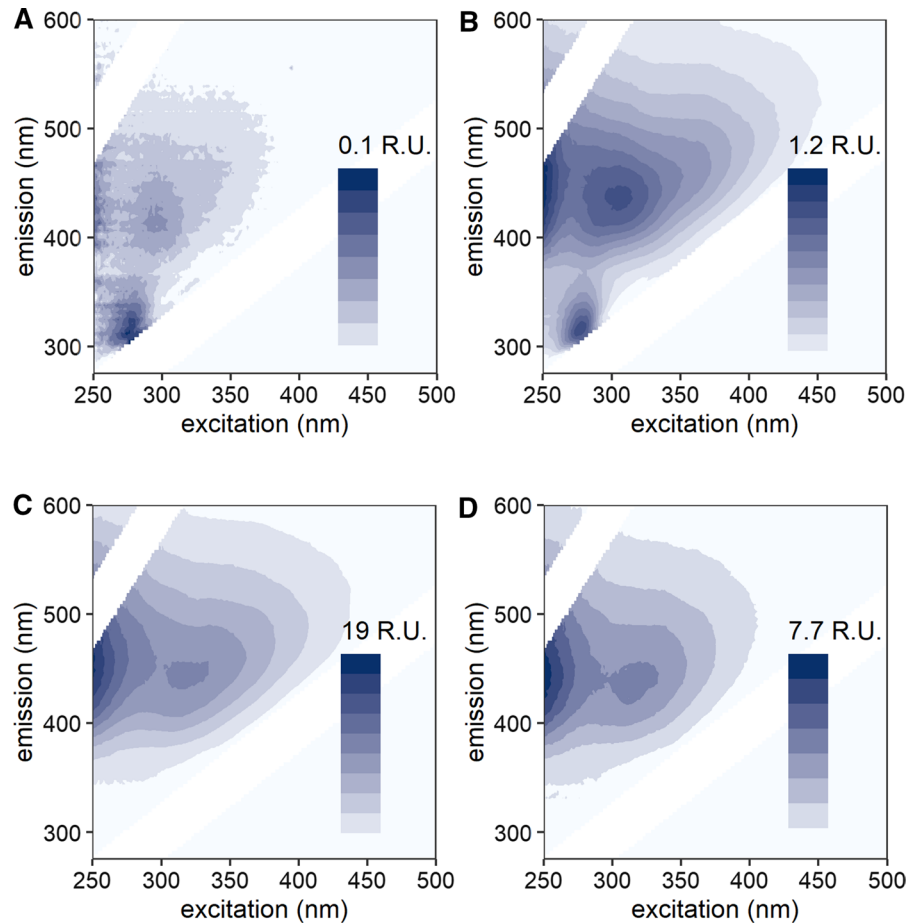 A
600
500
400
300
emission (nm)
0.1 R.U.
250 300 350 400 450 500
excitation (nm)
B
600
500
400
300
emission (nm)
1.2 R.U.
250 300 350 400 450 500
excitation (nm)
C
600
500
400
300
emission (nm)
19 R.U.
250 300 350 400 450 500
excitation (nm)
D
600
500
400
300
emission (nm)
7.7 R.U.
250 300 350 400 450 500
excitation (nm)